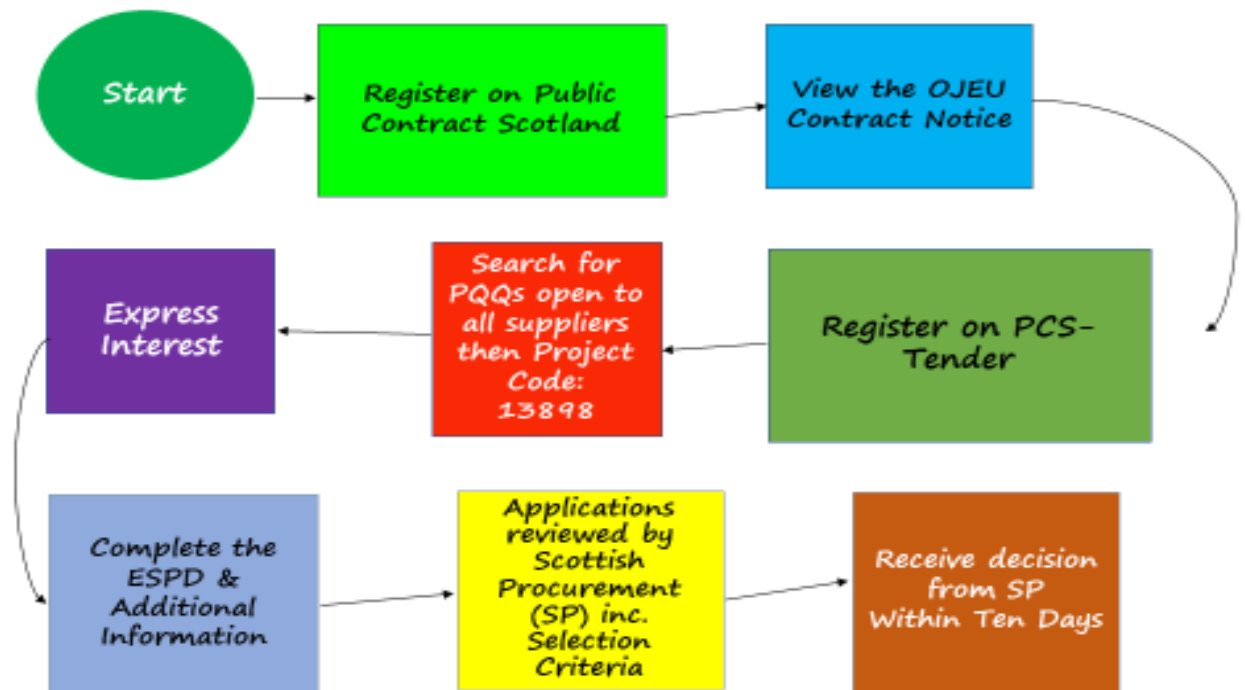 Start
Register on Public
Contract Scotland
View the OJEU
Contract Notice
Register on PCS-
Tender
Search for
PQQs open to
all suppliers
then Project
Code:
13898
Express
Interest
Complete the
ESPD &
Additional
Information
Applications
reviewed by
Scottish
Procurement
(SP) inc.
Selection
Criteria
Receive decision
from SP
Within Ten Days